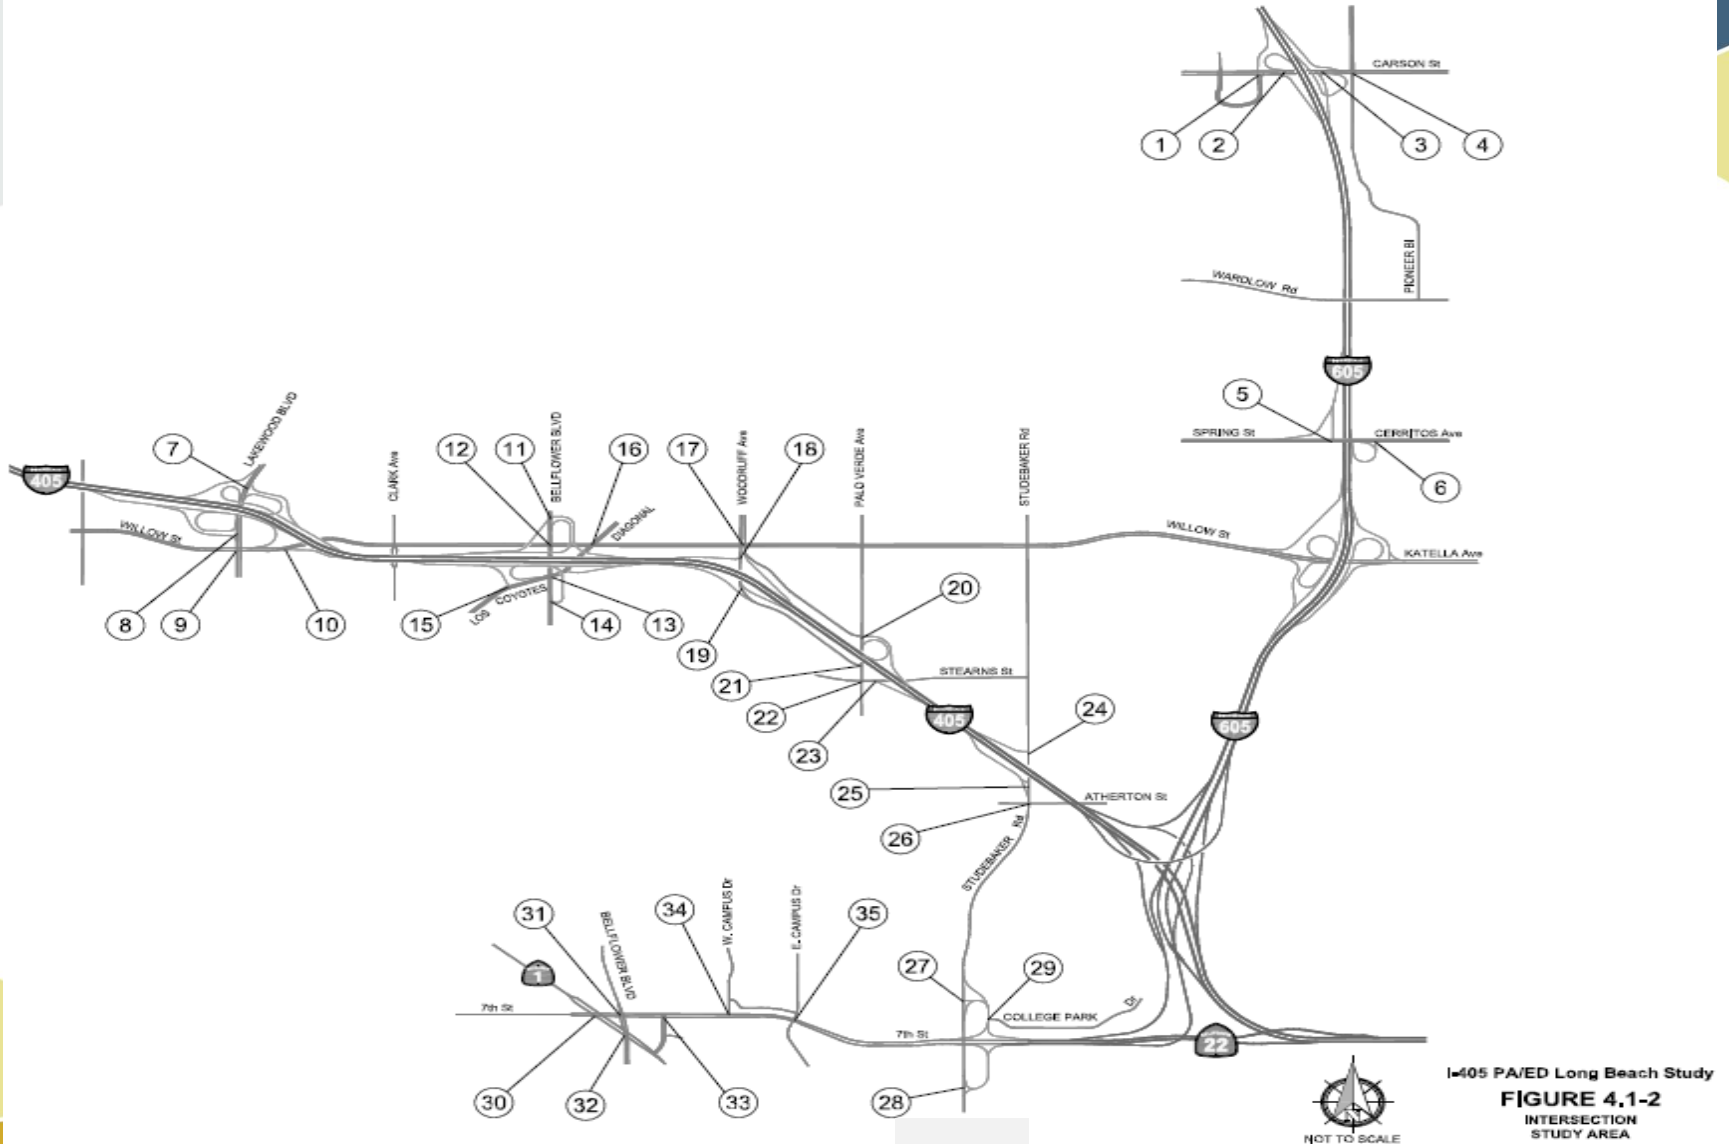 CARSON St
1
2
3
4
WARDLOW Rd
PIONEER Bl
605
5
SPRING St
CERRITOS Ave
6
LAKEWOOD BLVD
7
405
CLARK Ave
12
11
BELLFLOWER BLVD
16
DIAGONAL
17
WOODRUFF Ave
18
PALO VERDE Ave
STUDEBAKER Rd
WILLOW St
WILLOW St
KATELLA Ave
8
9
10
15
LOS COYOTES
14
13
20
19
21
STEARNS St
22
405
24
605
23
25
ATHERTON St
26
STUDEBAKER Rd
31
BELLFLOWER BLVD
34
W. CAMPUS Dr
E. CAMPUS Dr
35
27
29
1
7th St
COLLEGE PARK Dr
7th St
22
30
32
33
28
N
NOT TO SCALE
I-405 PA/ED Long Beach Study
FIGURE 4.1-2
INTERSECTION
STUDY AREA